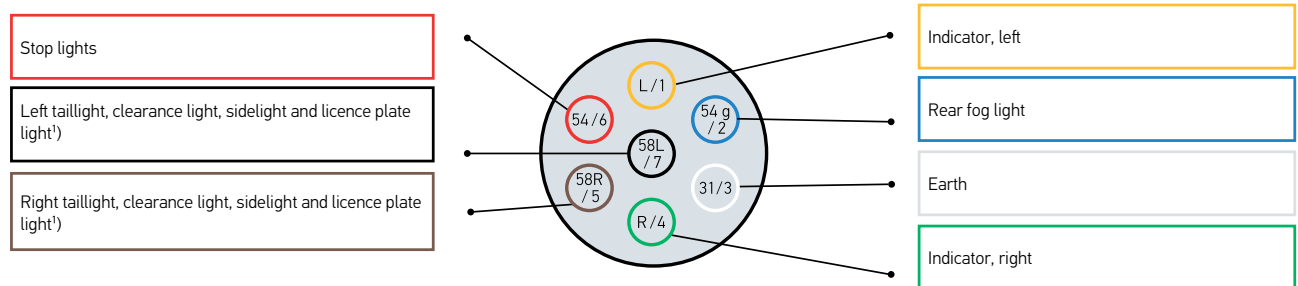 Stop lights
Left taillight, clearance light, sidelight and licence plate
light¹)
Right taillight, clearance light, sidelight and licence plate
light¹)
L/1
54/6
54 g
/2
58L
/7
58R
/5
31/3
R/4
Indicator, left
Rear fog light
Earth
Indicator, right